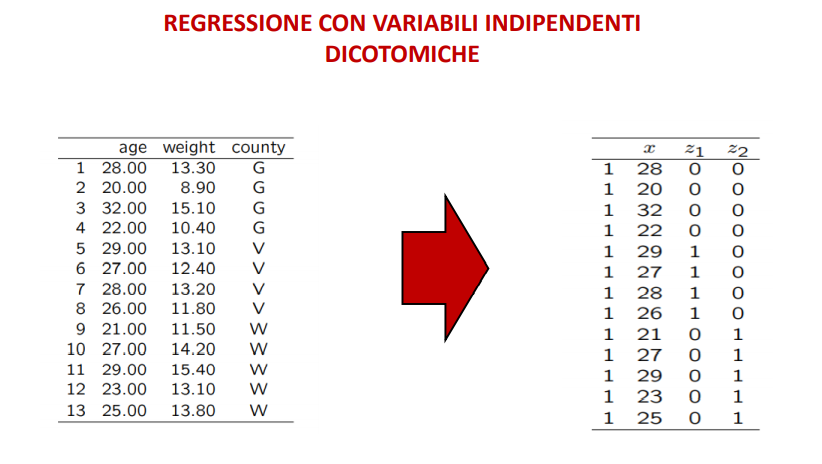 REGRESSIONE CON VARIABILI INDIPENDENTI
DICOTOMICHE
age weight county
1 28.00 13.30 G
2 20.00 8.90 G
3 32.00 15.10 G
4 22.00 10.40 G
5 29.00 13.10 V
6 27.00 12.40 V
7 28.00 13.20 V
8 26.00 11.80 V
9 21.00 11.50 W
10 27.00 14.20 W
11 29.00 15.40 W
12 23.00 13.10 W
13 25.00 13.80 W
x z1 z2
1 28 0 0
1 20 0 0
1 32 0 0
1 22 0 0
1 29 1 0
1 27 1 0
1 28 1 0
1 26 1 0
1 21 0 1
1 27 0 1
1 29 0 1
1 23 0 1
1 25 0 1